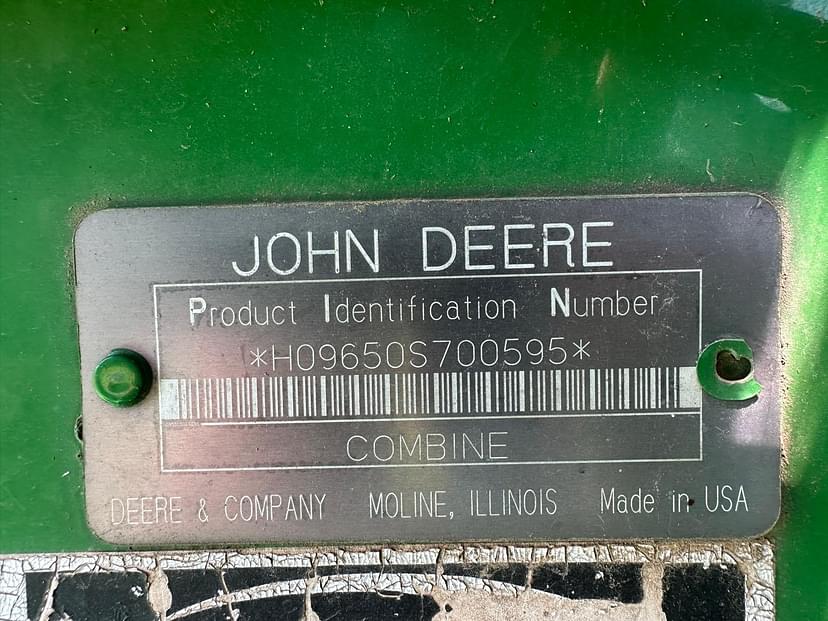 JOHN DEERE
Product Identification Number
*H09650S700595*
COMBINE
DEERE & COMPANY MOLINE, ILLINOIS Made in USA